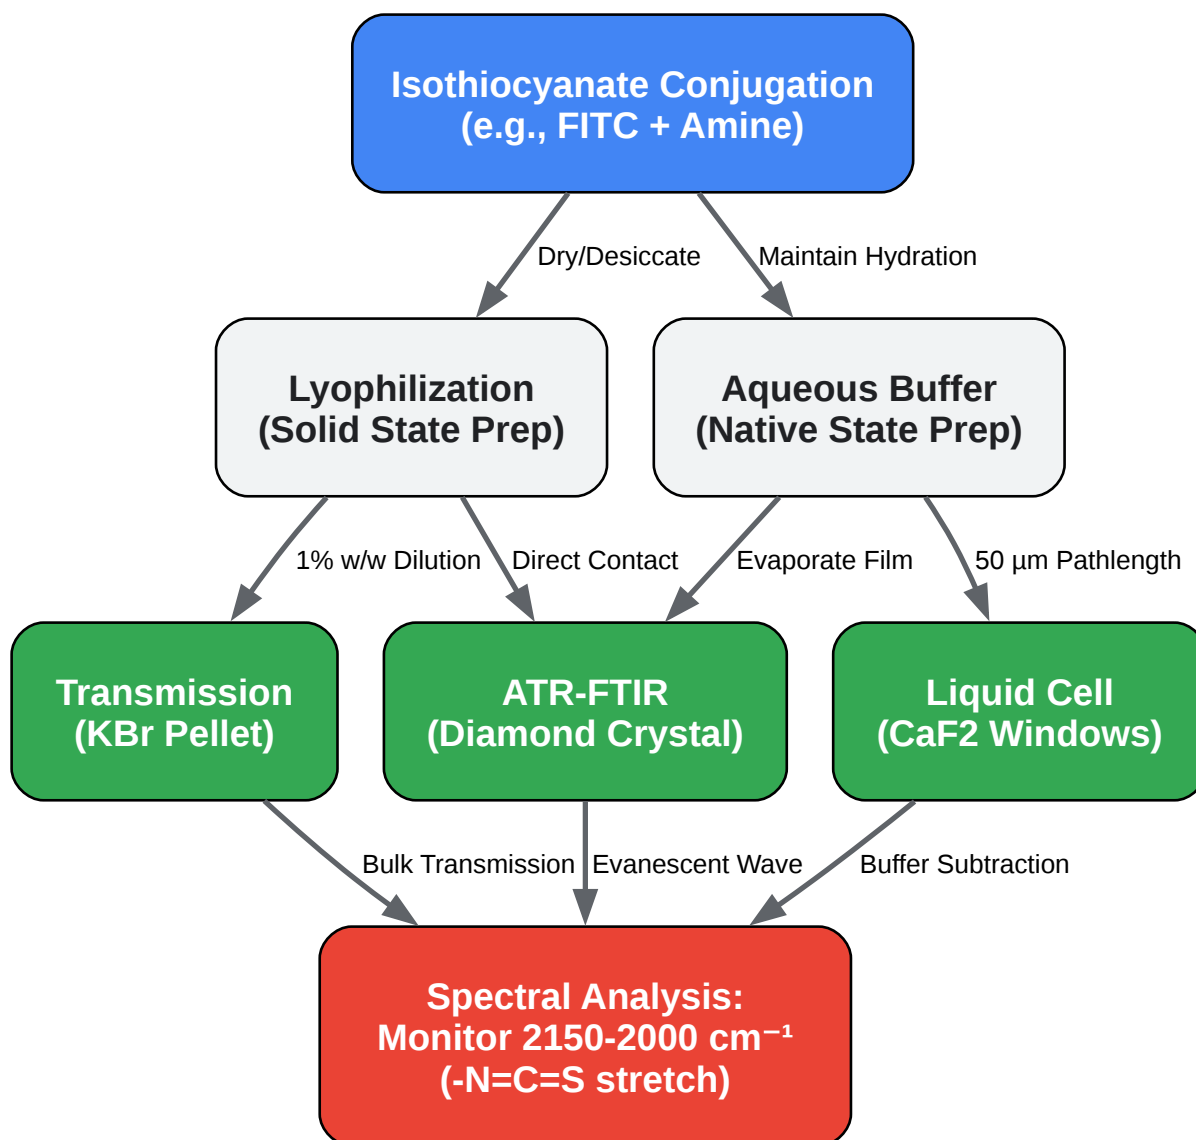 Isothiocyanate Conjugation
(e.g., FITC + Amine)
Dry/Desiccate
Maintain Hydration
Lyophilization
(Solid State Prep)
Aqueous Buffer
(Native State Prep)
1% w/w Dilution
Direct Contact
Evaporate Film
50 µm Pathlength
Transmission
(KBr Pellet)
ATR-FTIR
(Diamond Crystal)
Liquid Cell
(CaF2 Windows)
Bulk Transmission
Evanescent Wave
Buffer Subtraction
Spectral Analysis:
Monitor 2150-2000 cm⁻¹
(-N=C=S stretch)